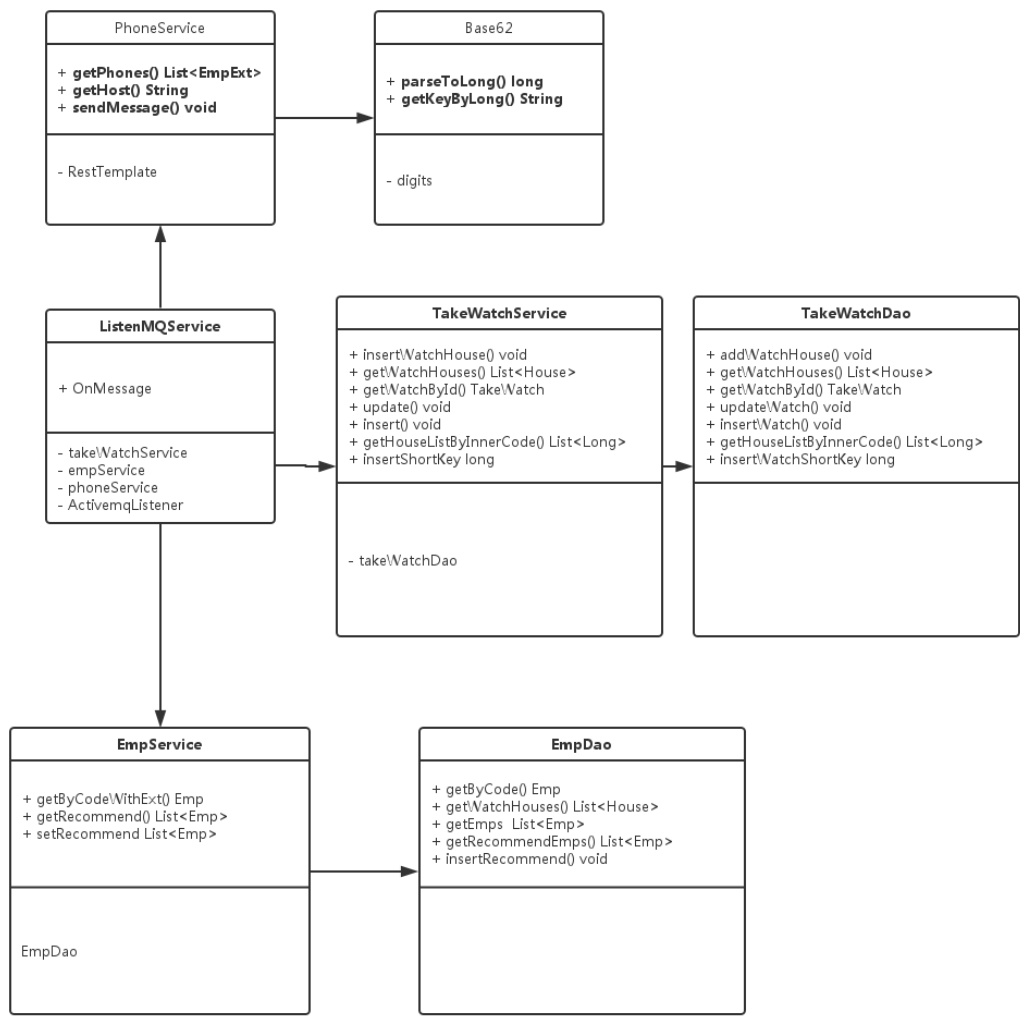 PhoneService
+ getPhones() List<EmpExt>
+ getHost() String
+ sendMessage() void
- RestTemplate
Base62
+ parseToLong() long
+ getKeyByLong() String
- digits
ListenMQService
+ OnMessage
- takeWatchService
- empService
- phoneService
- ActivemqListener
TakeWatchService
+ insertWatchHouse() void
+ getWatchHouses() List<House>
+ getWatchById() TakeWatch
+ update() void
+ insert() void
+ getHouseListByInnerCode() List<Long>
+ insertShortKey long
- takeWatchDao
TakeWatchDao
+ addWatchHouse() void
+ getWatchHouses() List<House>
+ getWatchById() TakeWatch
+ updateWatch() void
+ insertWatch() void
+ getHouseListByInnerCode() List<Long>
+ insertWatchShortKey long
EmpService
+ getByCodeWithExt() Emp
+ getRecommend() List<Emp>
+ setRecommend List<Emp>
EmpDao
EmpDao
+ getByCode() Emp
+ getWatchHouses() List<House>
+ getEmps  List<Emp>
+ getRecommendEmps() List<Emp>
+ insertRecommend() void